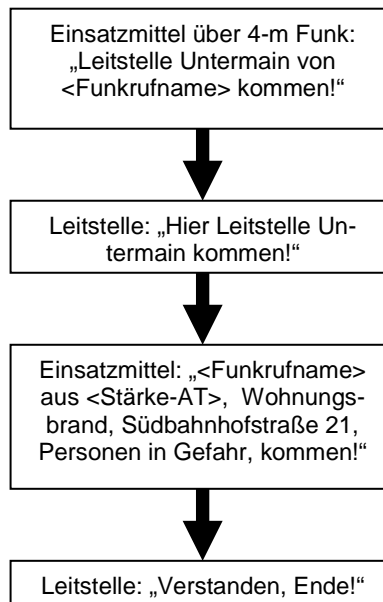 Einsatzmittel über 4-m Funk:
„Leitstelle Untermain von
<Funkrufname> kommen!“
Leitstelle: „Hier Leitstelle Un-
termain kommen!“
Einsatzmittel: „<Funkrufname>
aus <Stärke-AT>, Wohnungs-
brand, Südbahnhofstraße 21,
Personen in Gefahr, kommen!“
Leitstelle: „Verstanden, Ende!“